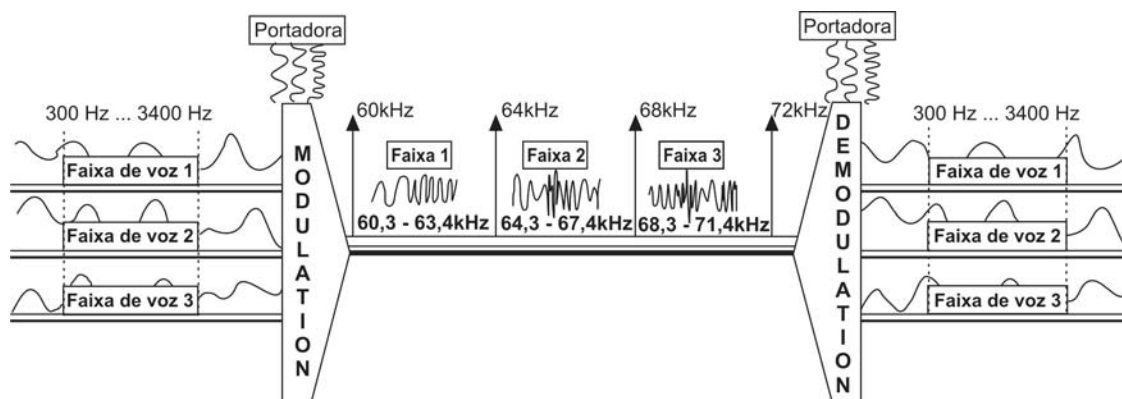 Portadora
Portadora
300 Hz ... 3400 Hz
60kHz
64kHz
68kHz
72kHz
300 Hz ... 3400 Hz
Faixa de voz 1
Faixa de voz 2
Faixa de voz 3
MODULATION
Faixa 1
Faixa 2
Faixa 3
60,3 - 63,4kHz
64,3 - 67,4kHz
68,3 - 71,4kHz
DEMODULATION
Faixa de voz 1
Faixa de voz 2
Faixa de voz 3